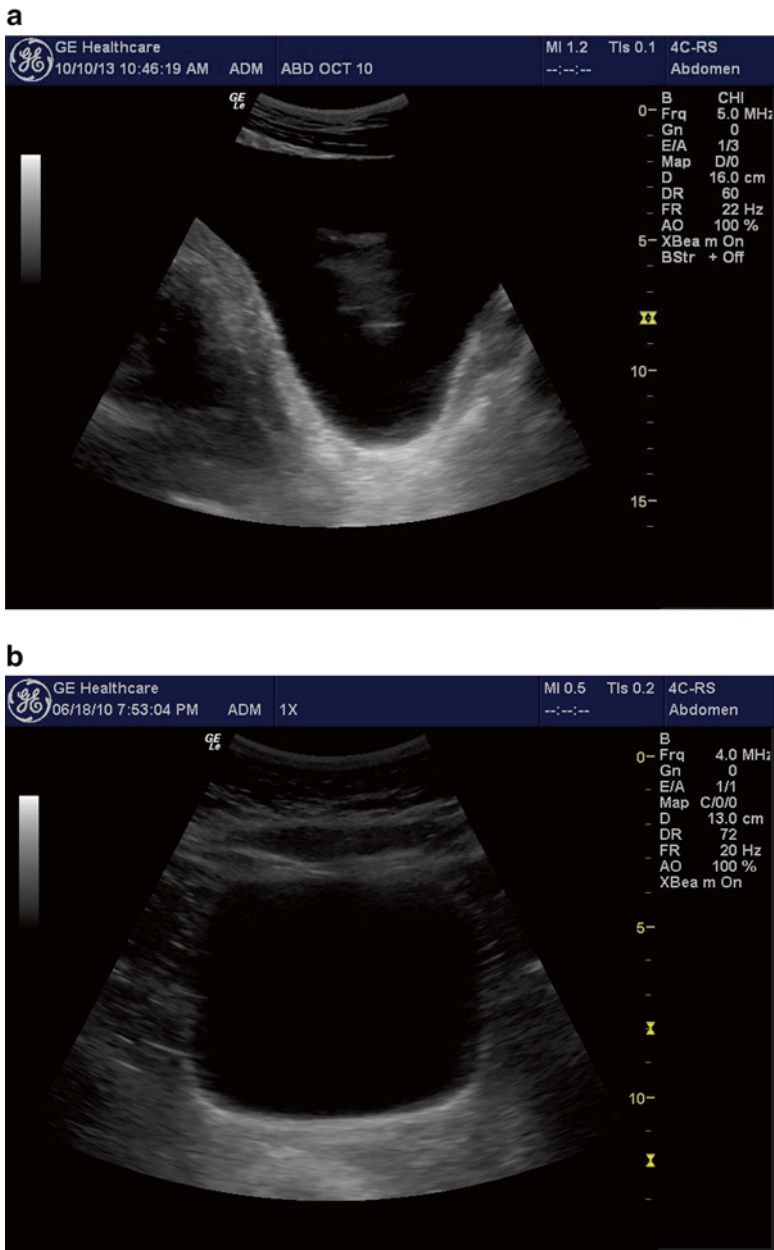 a
GE Healthcare
10/10/13 10:46:19 AM ADM ABD OCT 10
MI 1.2 TIs 0.1 4C-RS
--:--:-- Abdomen
GE
Le
B CHI
Frq 5.0 MHz
Gn 0
E/A 1/3
Map D/0
D 16.0 cm
DR 60
FR 22 Hz
AO 100 %
XBea m On
BStr + Off
0
5
10
15
b
GE Healthcare
06/18/10 7:53:04 PM ADM 1X
MI 0.5 TIs 0.2 4C-RS
--:--:-- Abdomen
GE
Le
B
Frq 4.0 MHz
Gn 0
E/A 1/1
Map C/0/0
D 13.0 cm
DR 72
FR 20 Hz
AO 100 %
XBea m On
0
5
10